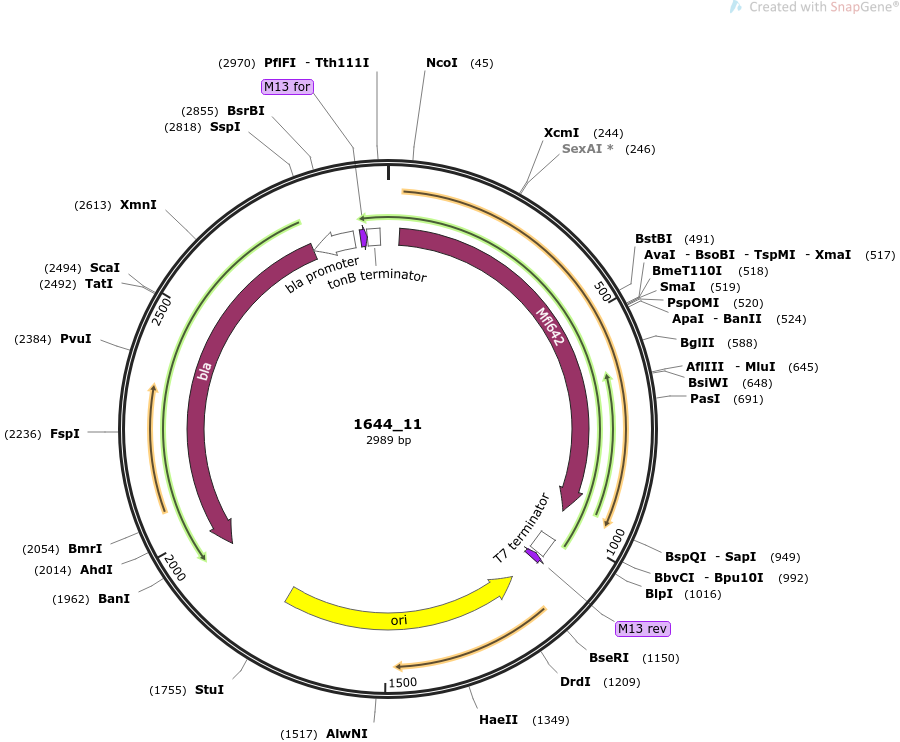 Created with SnapGene®
(2970) PflFI - Tth111I
NcoI (45)
M13 for
(2855) BsrBI
(2818) SspI
XcmI (244)
SexAI * (246)
(2613) XmnI
BstBI (491)
AvaI - BsoBI - TspMI - XmaI (517)
BmeT110I (518)
SmaI (519)
PspOMI (520)
ApaI - BanII (524)
BglII (588)
AflIII - MluI (645)
BsiWI (648)
PasI (691)
(2494) ScaI
(2492) TatI
(2384) PvuI
(2236) FspI
bla promoter
tonB terminator
Mfl642
bla
500
2500
1644_11
2989 bp
T7 terminator
1000
2000
(2054) BmrI
(2014) AhdI
(1962) BanI
BspQI - SapI (949)
BbvCI - Bpu10I (992)
BlpI (1016)
ori
M13 rev
BseRI (1150)
DrdI (1209)
(1755) StuI
1500
HaeII (1349)
(1517) AlwNI